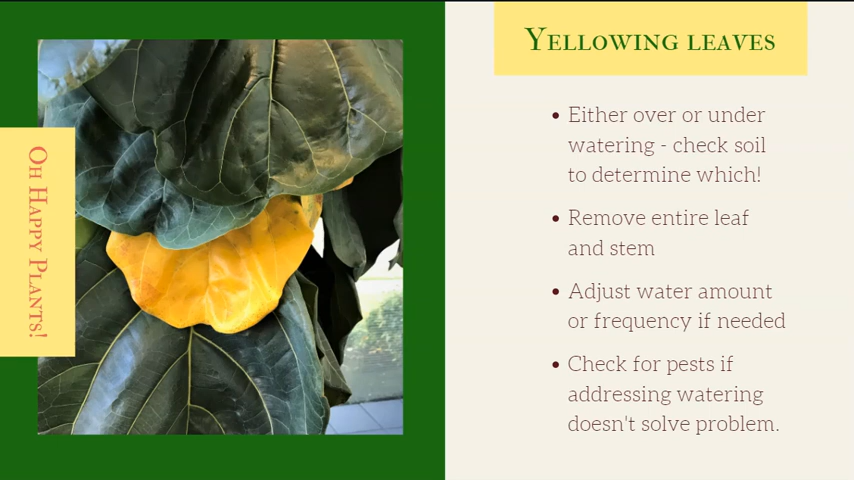 Oh Happy Plants!
Yellowing leaves
• Either over or under
watering - check soil
to determine which!
• Remove entire leaf
and stem
• Adjust water amount
or frequency if needed
• Check for pests if
addressing watering
doesn't solve problem.